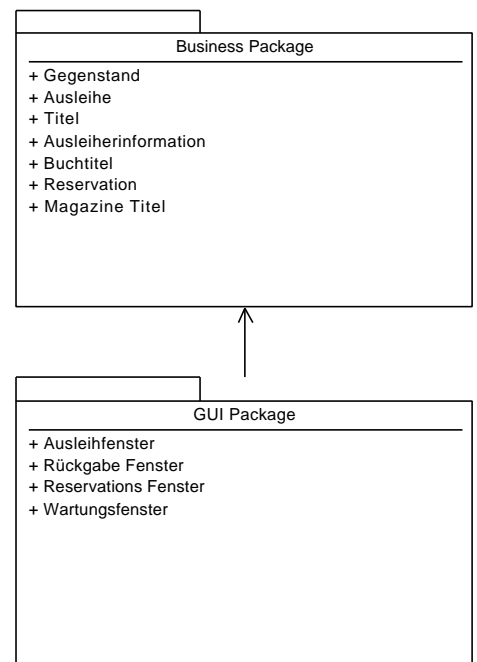 Business Package
+ Gegenstand
+ Ausleihe
+ Titel
+ Ausleiherinformation
+ Buchtitel
+ Reservation
+ Magazine Titel
GUI Package
+ Ausleihfenster
+ Rückgabe Fenster
+ Reservations Fenster
+ Wartungsfenster